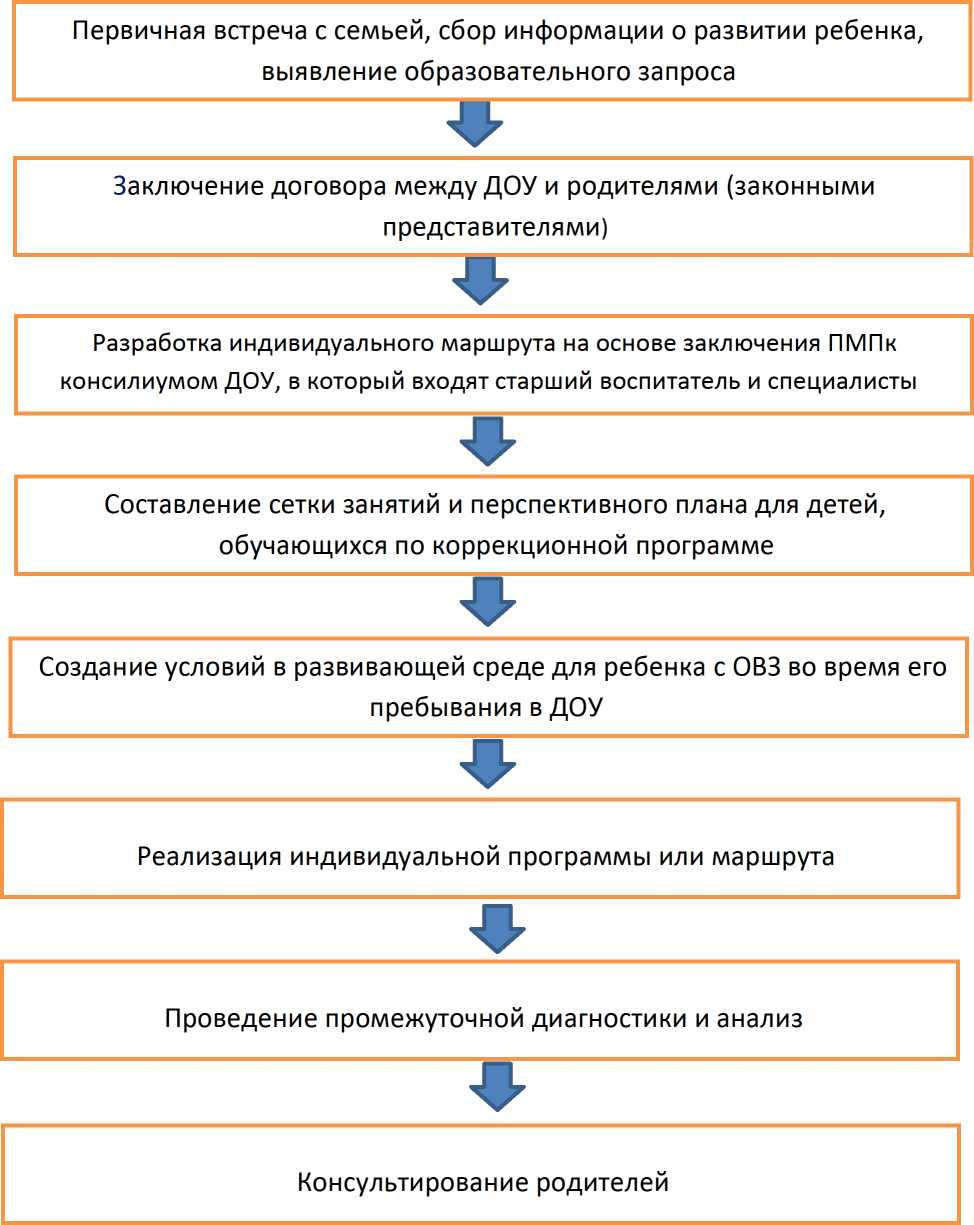 Первичная встреча с семьей, сбор информации о развитии ребенка,
выявление образовательного запроса
Заключение договора между ДОУ и родителями (законными
представителями)
Разработка индивидуального маршрута на основе заключения ПМПк
консилиумом ДОУ, в который входят старший воспитатель и специалисты
Составление сетки занятий и перспективного плана для детей,
обучающихся по коррекционной программе
Создание условий в развивающей среде для ребенка с ОВЗ во время его
пребывания в ДОУ
Реализация индивидуальной программы или маршрута
Проведение промежуточной диагностики и анализ
Консультирование родителей